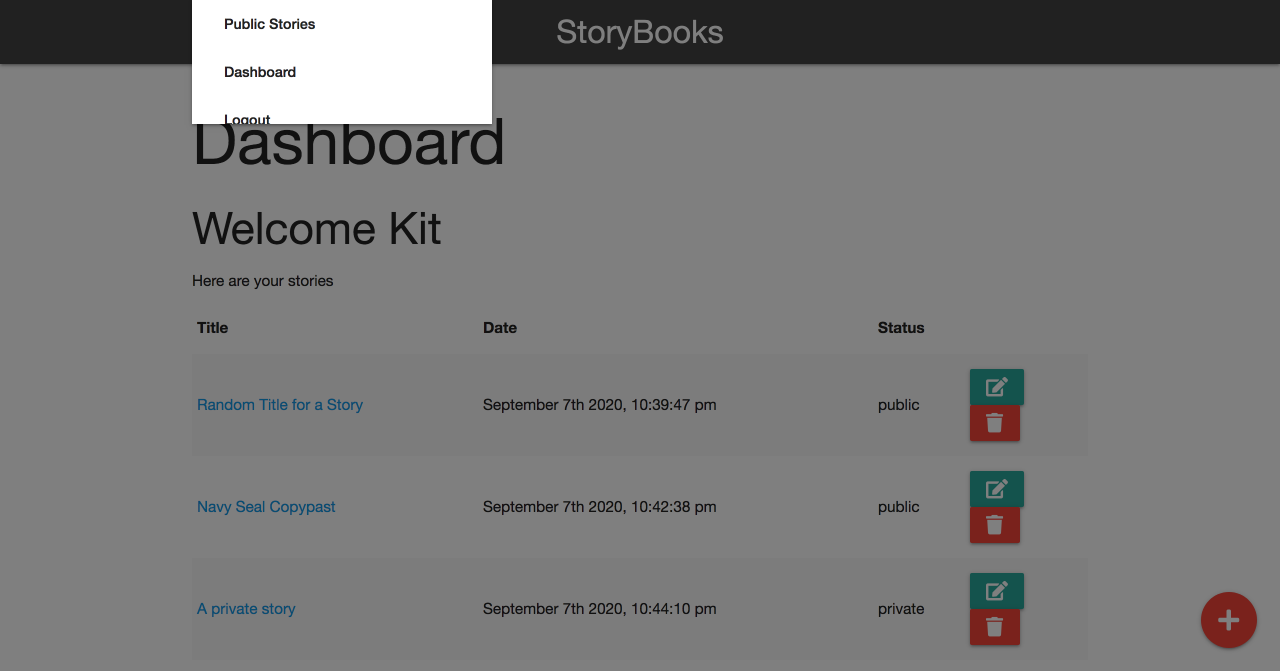 Public Stories
StoryBooks
Dashboard
Logout
Dashboard
Welcome Kit
Here are your stories
Title Date Status
Random Title for a Story September 7th 2020, 10:39:47 pm public
Navy Seal Copypast September 7th 2020, 10:42:38 pm public
A private story September 7th 2020, 10:44:10 pm private